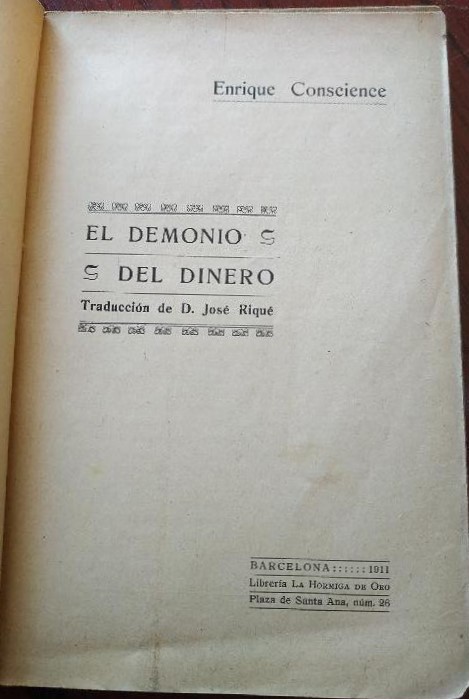 Enrique Conscience
EL DEMONIO
DEL DINERO
Traducción de D. José Riqué
BARCELONA : : : : : : 1911
Librería LA HORMIGA DE ORO
Plaza de Santa Ana, núm. 26